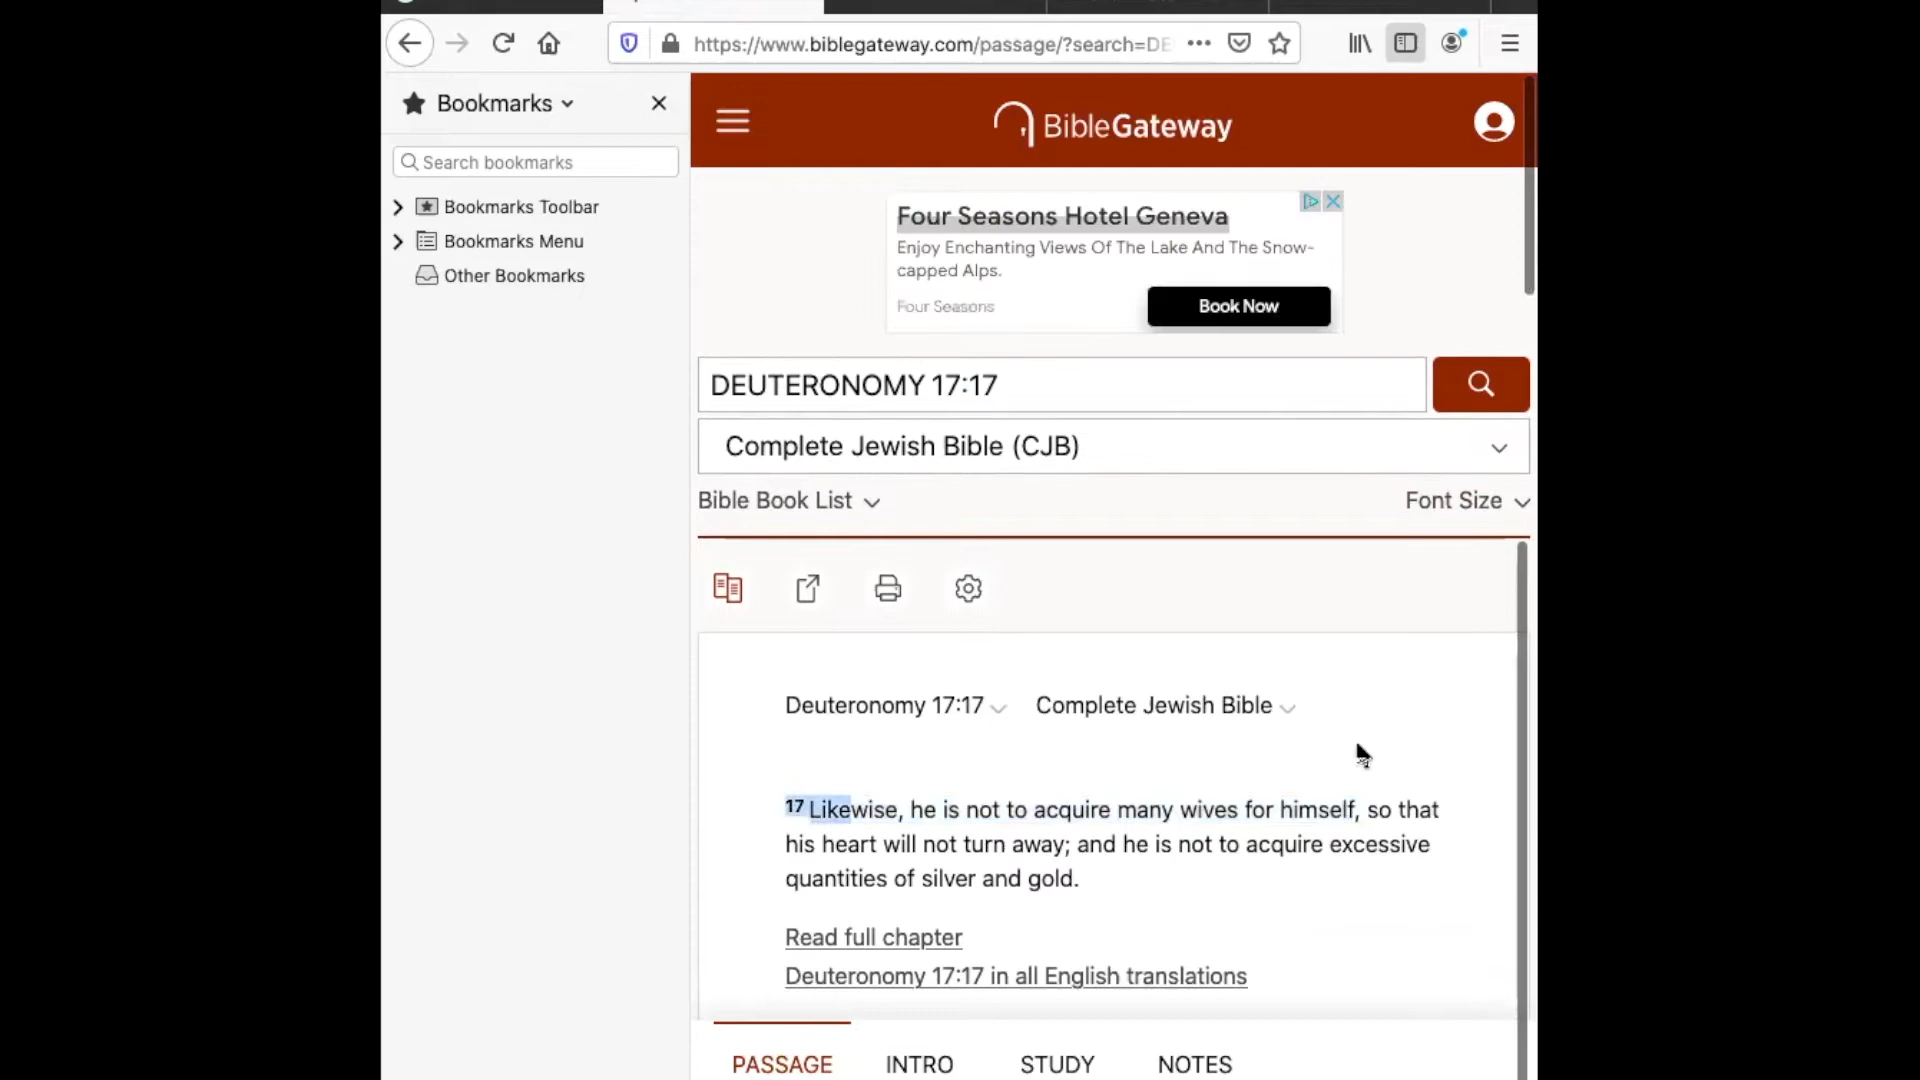 https://www.biblegateway.com/passage/?search=DE
Bookmarks
Search bookmarks
Bookmarks Toolbar
Bookmarks Menu
Other Bookmarks
BibleGateway
Four Seasons Hotel Geneva
Enjoy Enchanting Views Of The Lake And The Snow-
capped Alps.
Four Seasons
Book Now
DEUTERONOMY 17:17
Complete Jewish Bible (CJB)
Bible Book List
Font Size
Deuteronomy 17:17 Complete Jewish Bible
17 Likewise, he is not to acquire many wives for himself, so that
his heart will not turn away; and he is not to acquire excessive
quantities of silver and gold.
Read full chapter
Deuteronomy 17:17 in all English translations
PASSAGE INTRO STUDY NOTES